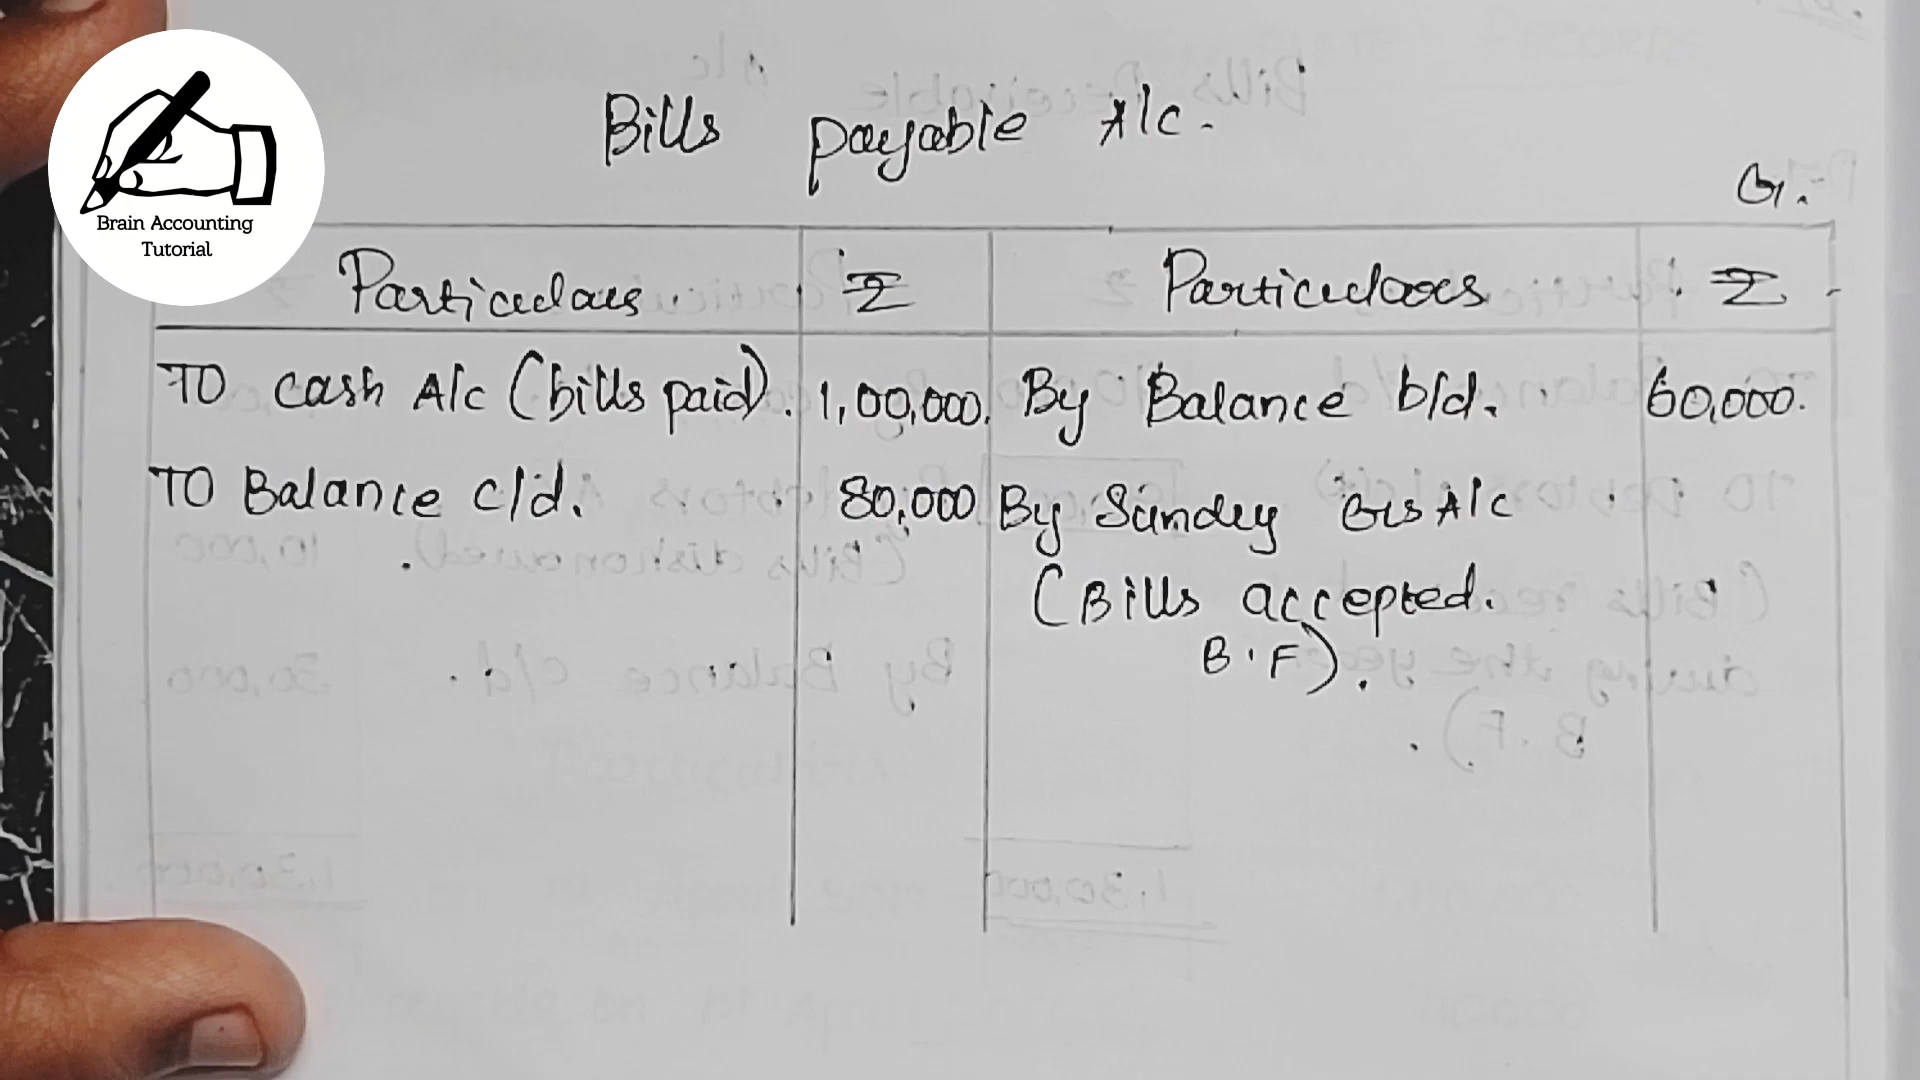 Brain Accounting
Tutorial
Bills payable A/c.
Cr.
Particulars ₹ Particulars ₹
TO cash A/c (bills paid). 1,00,000. By Balance b/d. 60,000.
TO Balance c/d. 80,000 By Sundry Crs A/c
(Bills accepted.
B.F).